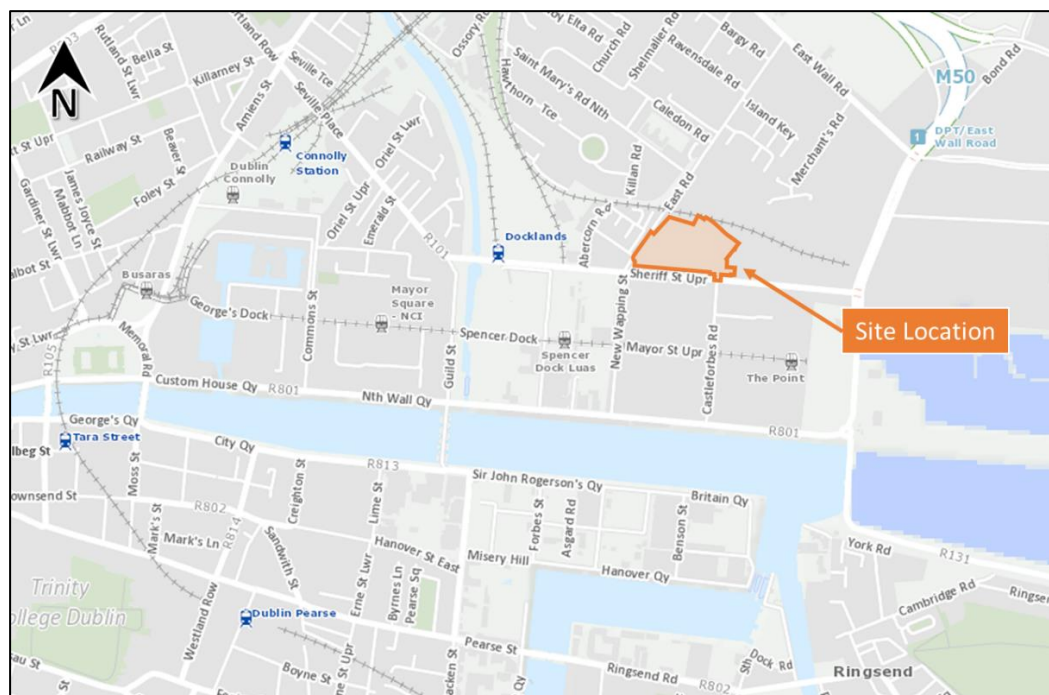 N
R803
Rutland St Lwr
Bella St
Killarney St
Portland Row
Seville Tce
Seville Place
Amiens St
Railway St
Beaver St
Foley St
James Joyce St
Mabbot Ln
Gardiner St Lwr
Talbot St
Connolly
Station
Dublin
Connolly
Oriel St Lwr
Oriel St Upr
Emerald St
R101
Ossory Rd
Hawthorn Tce
Church Rd
Saint Mary's Rd Nth
Shelmalier Rd
Ravensdale Rd
Bargy Rd
Caledon Rd
Island Key
East Wall Rd
Merchant's Rd
M50
Bond Rd
1
DPT/East
Wall Road
Killan Rd
East Rd
Abercorn Rd
Docklands
Sheriff St Upr
Site Location
Busaras
George's Dock
Commons St
Mayor
Square
- NCI
Guild St
Spencer Dock
Spencer
Dock Luas
New Wapping St
Mayor St Upr
Castleforbes Rd
The Point
R105
Memorial Rd
Custom House Qy
R801
Nth Wall Qy
R801
George's Qy
Tara Street
City Qy
R813
Sir John Rogerson's Qy
Britain Qy
Moss St
Townsend St
R802
Mark's St
Mark's Ln
R814
Creighton St
Lime St
Sandwith St
Hanover St East
Misery Hill
Forbes St
Asgard Rd
Benson St
Hanover Qy
York Rd
R131
Trinity
College Dublin
Westland Row
Dublin Pearse
Erne St Lwr
Byrnes Ln
Pearse Sq
Pearse St
Boyne St
Erne St Upr
Ringsend Rd
R802
Sth Dock Rd
Cambridge Rd
Ringsend
Ringsend